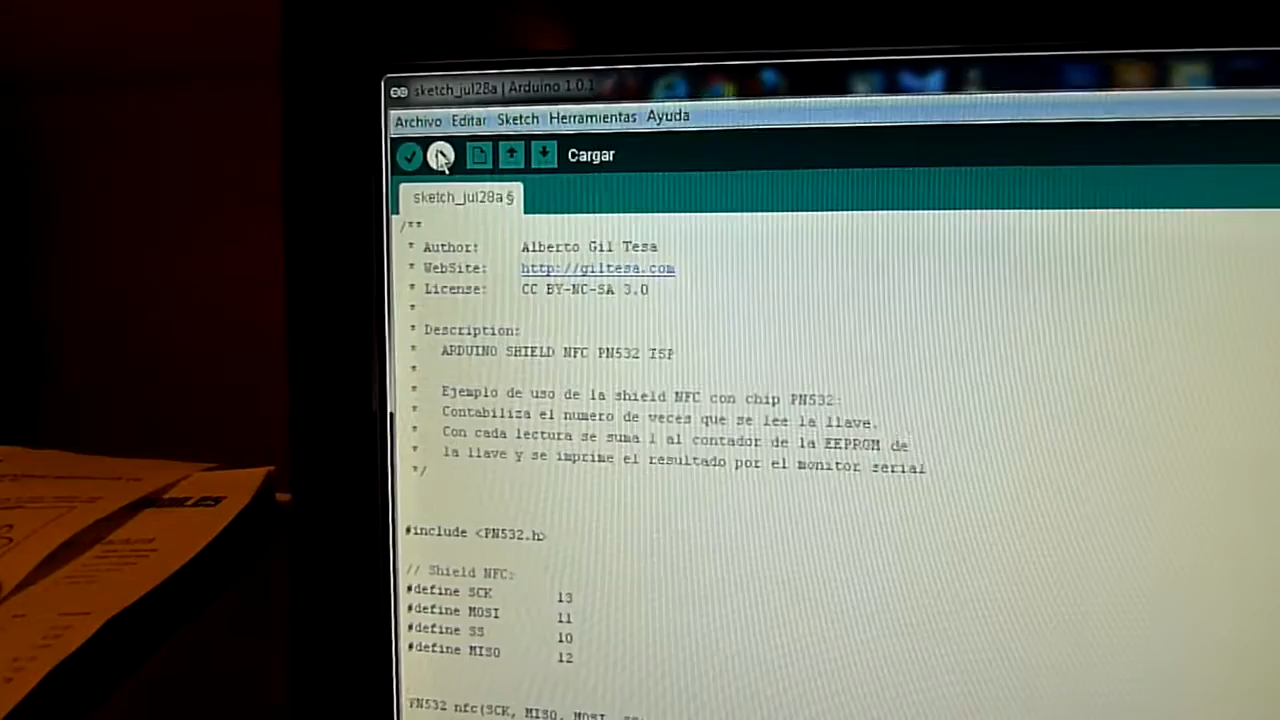 sketch_jul28a | Arduino 1.0.1
Archivo Editar Sketch Herramientas Ayuda
Cargar
sketch_jul28a §
/**
* Author: Alberto Gil Tesa
* WebSite: http://giltesa.com
* License: CC BY-NC-SA 3.0
*
* Description:
* ARDUINO SHIELD NFC PN532 ISP
*
* Ejemplo de uso de la shield NFC con chip PN532:
* Contabiliza el numero de veces que se lee la llave.
* Con cada lectura se suma 1 al contador de la EEPROM de
* la llave y se imprime el resultado por el monitor serial
*/
#include <PN532.h>
// Shield NFC:
#define SCK 13
#define MOSI 11
#define SS 10
#define MISO 12
PN532 nfc(SCK, MISO, MOSI,